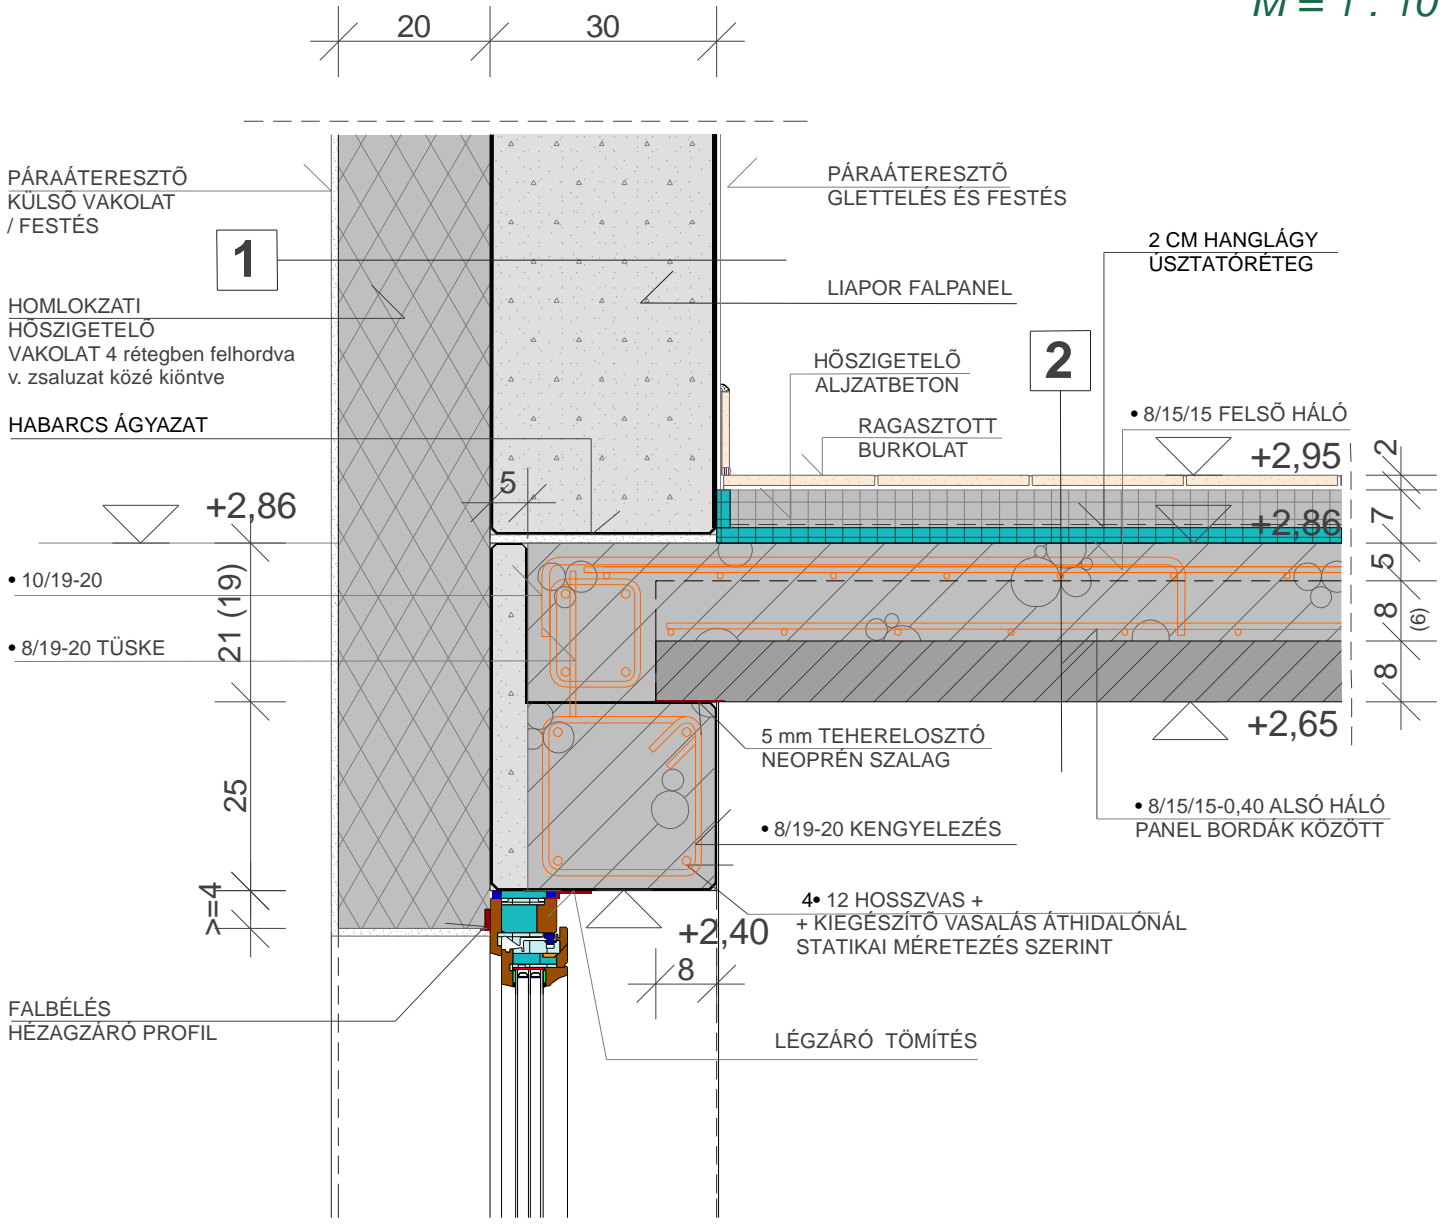 M = 1 : 10
20
30
PÁRAÁTERESZTÕ
KÜLSÕ VAKOLAT
/ FESTÉS
PÁRAÁTERESZTÕ
GLETTELÉS ÉS FESTÉS
1
2 CM HANGLÁGY
ÚSZTATÓRÉTEG
LIAPOR FALPANEL
HOMLOKZATI
HÕSZIGETELÕ
VAKOLAT 4 rétegben felhordva
v. zsaluzat közé kiöntve
HÕSZIGETELÕ
ALJZATBETON
2
HABARCS ÁGYAZAT
RAGASZTOTT
BURKOLAT
• 8/15/15 FELSÕ HÁLÓ
+2,95
2
5
+2,86
+2,86
7
5
• 10/19-20
21 (19)
8
(6)
• 8/19-20 TÜSKE
8
+2,65
5 mm TEHERELOSZTÓ
NEOPRÉN SZALAG
25
• 8/15/15-0,40 ALSÓ HÁLÓ
PANEL BORDÁK KÖZÖTT
• 8/19-20 KENGYELEZÉS
>=4
4• 12 HOSSZVAS +
+ KIEGÉSZÍTÕ VASALÁS ÁTHIDALÓNÁL
STATIKAI MÉRETEZÉS SZERINT
+2,40
8
FALBÉLÉS
HÉZAGZÁRÓ PROFIL
LÉGZÁRÓ TÖMÍTÉS